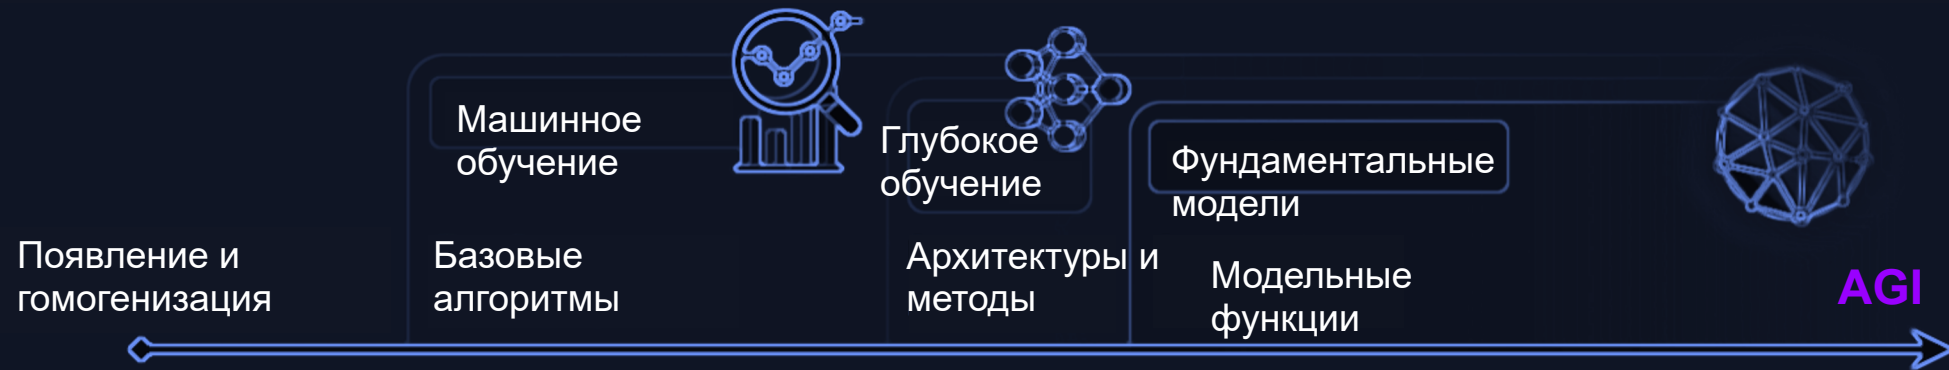 Машинное
обучение
Глубокое
обучение
Фундаментальные
модели
Появление и
гомогенизация
Базовые
алгоритмы
Архитектуры и
методы
Модельные
функции
AGI